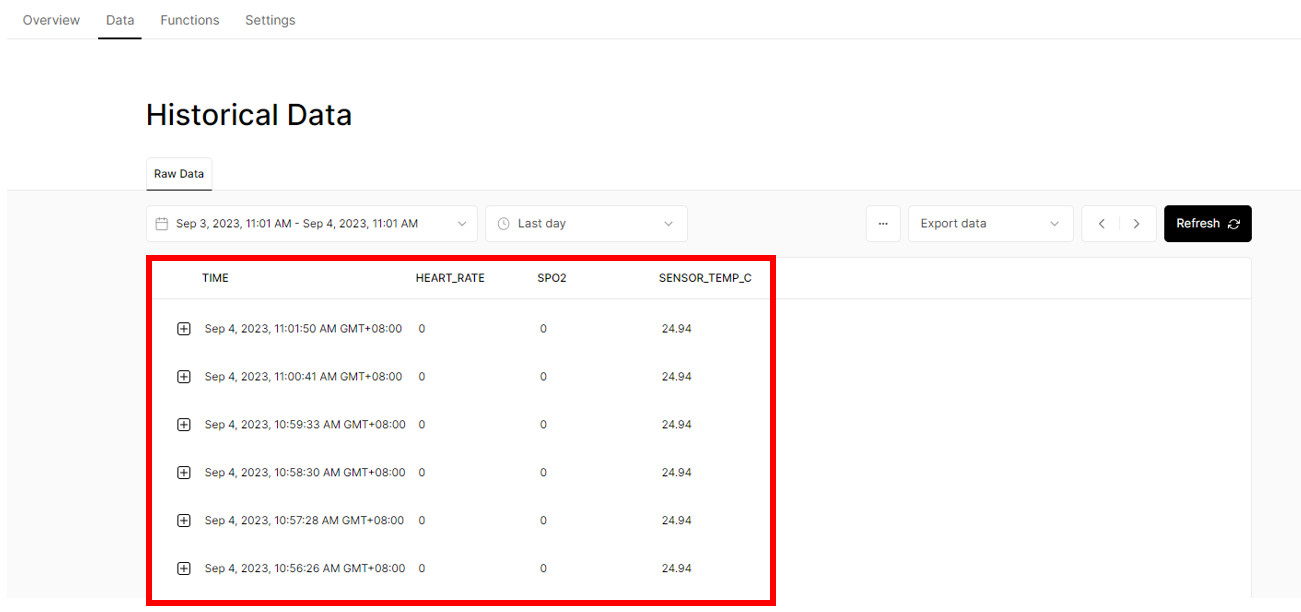 Overview Data Functions Settings
Historical Data
Raw Data
Sep 3, 2023, 11:01 AM - Sep 4, 2023, 11:01 AM Last day ... Export data Refresh
TIME HEART_RATE SPO2 SENSOR_TEMP_C
Sep 4, 2023, 11:01:50 AM GMT+08:00 0 0 24.94
Sep 4, 2023, 11:00:41 AM GMT+08:00 0 0 24.94
Sep 4, 2023, 10:59:33 AM GMT+08:00 0 0 24.94
Sep 4, 2023, 10:58:30 AM GMT+08:00 0 0 24.94
Sep 4, 2023, 10:57:28 AM GMT+08:00 0 0 24.94
Sep 4, 2023, 10:56:26 AM GMT+08:00 0 0 24.94